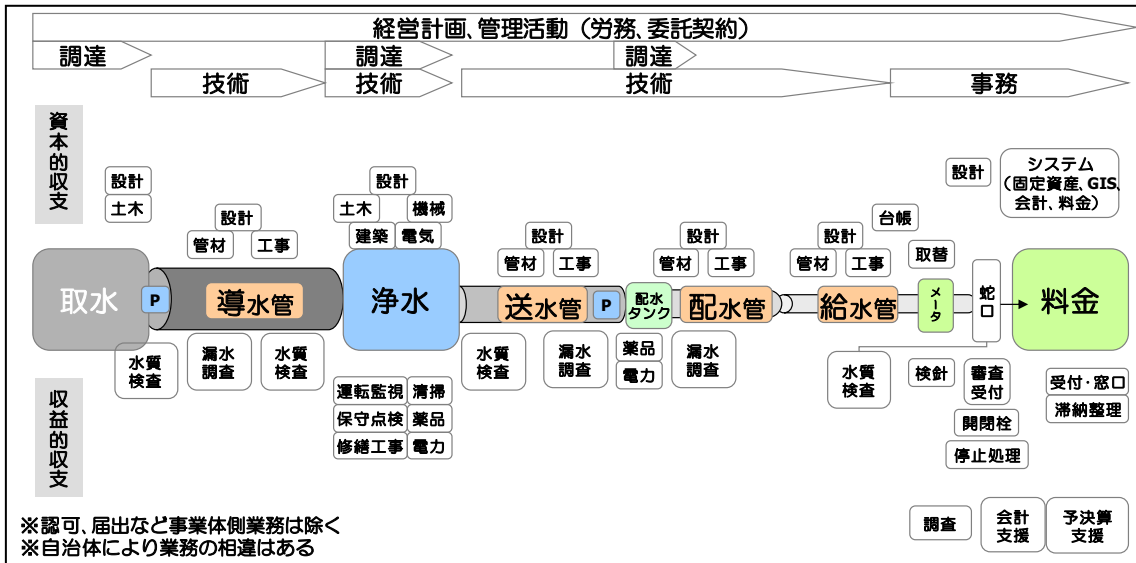 経営計画、管理活動（労務、委託契約）
調達
調達
調達
技術
技術
技術
事務
資本的収支
設計
土木
設計
管材
工事
設計
土木
機械
建築
電気
設計
管材
工事
設計
管材
工事
設計
管材
工事
台帳
取替
設計
システム
（固定資産、GIS、
会計、料金）
取水
P
導水管
浄水
送水管
P
配水
タンク
配水管
給水管
メータ
蛇口
料金
水質
検査
漏水
調査
水質
検査
運転監視
清掃
保守点検
薬品
修繕工事
電力
水質
検査
漏水
調査
薬品
電力
漏水
調査
水質
検査
検針
審査
受付
開閉栓
停止処理
受付・窓口
滞納整理
収益的収支
調査
会計
支援
予決算
支援
※認可、届出など事業体側業務は除く
※自治体により業務の相違はある